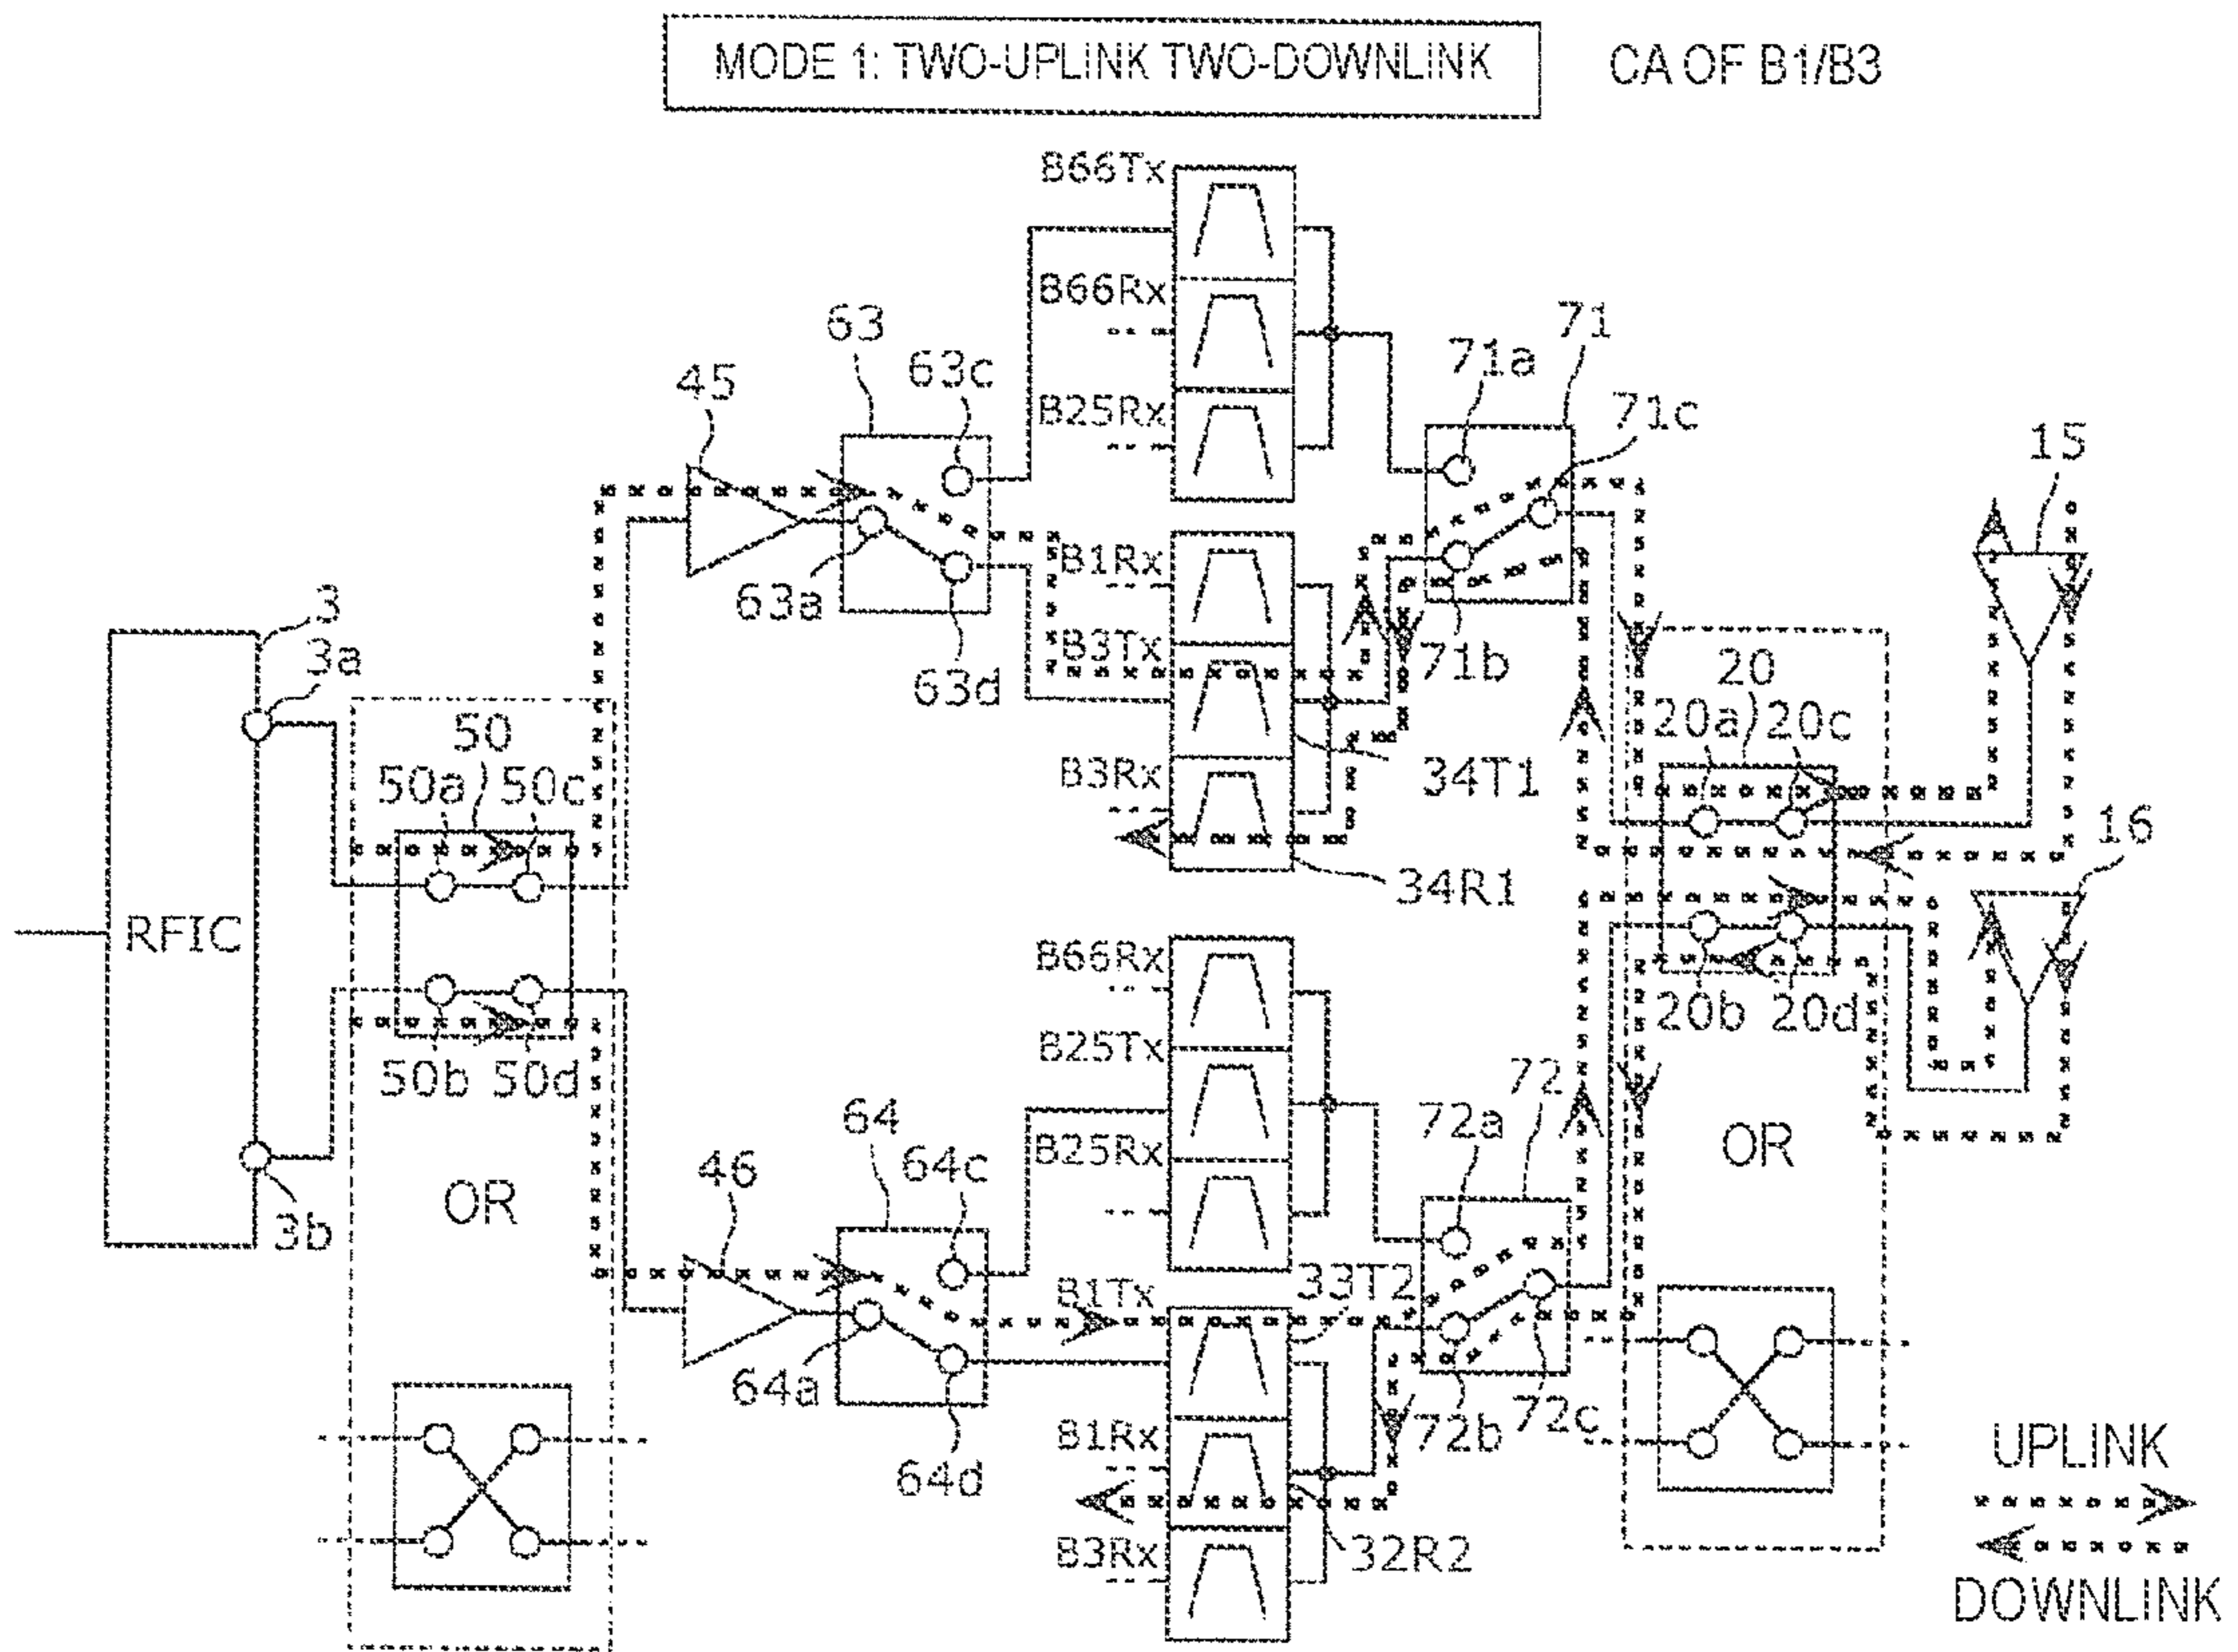 MODE 1: TWO-UPLINK TWO-DOWNLINK
CA OF B1/B3
B66Tx
B66Rx
B25Rx
B1Rx
B3Tx
B3Rx
45
63
63c
63a
63d
71
71a
71c
71b
15
3
3a
3b
RFIC
50
50a
50c
50b
50d
OR
20
20a
20c
20b
20d
16
34T1
34R1
B66Rx
B25Tx
B25Rx
B1Tx
B1Rx
B3Rx
46
64
64c
64a
64d
33T2
32R2
72
72a
72b
72c
OR
UPLINK
DOWNLINK